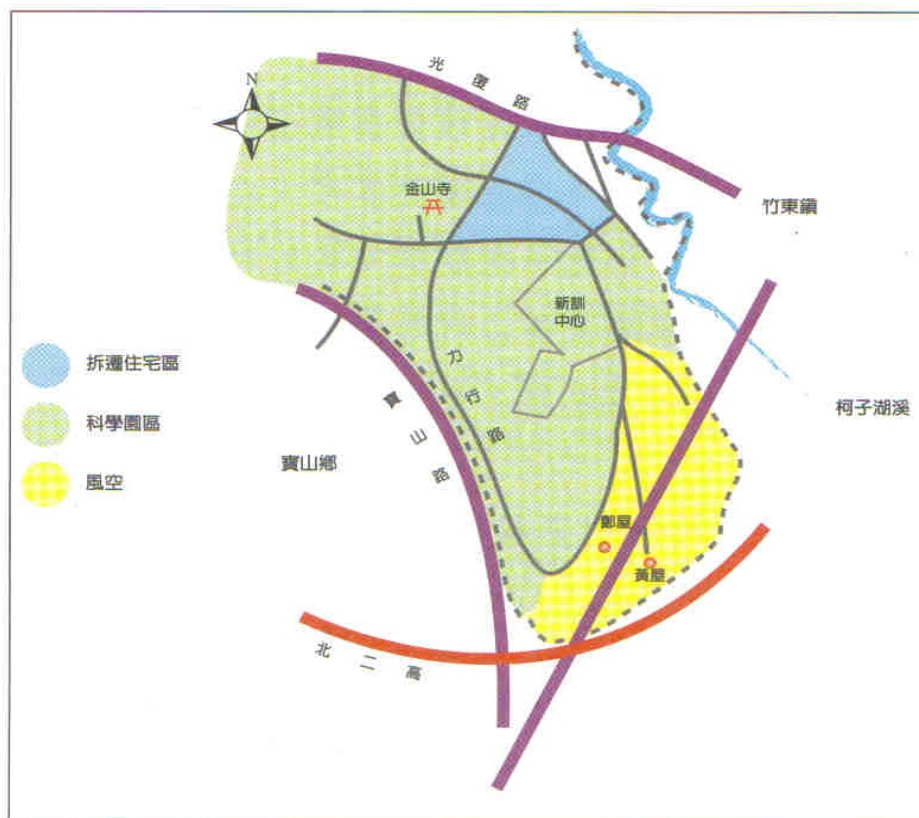 光復路
N
金山寺
竹東鎮
新訓
中心
拆遷住宅區
科學園區
風空
力行路
寶山路
柯子湖溪
寶山鄉
鄭屋
黃屋
北二高